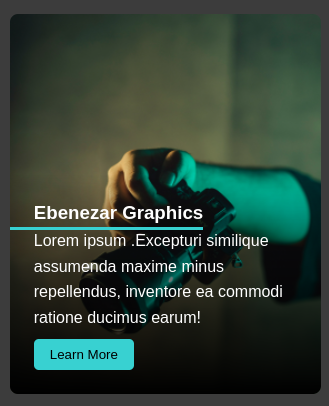 Ebenezar Graphics
Lorem ipsum .Excepturi similique
assumenda maxime minus
repellendus, inventore ea commodi
ratione ducimus earum!
Learn More